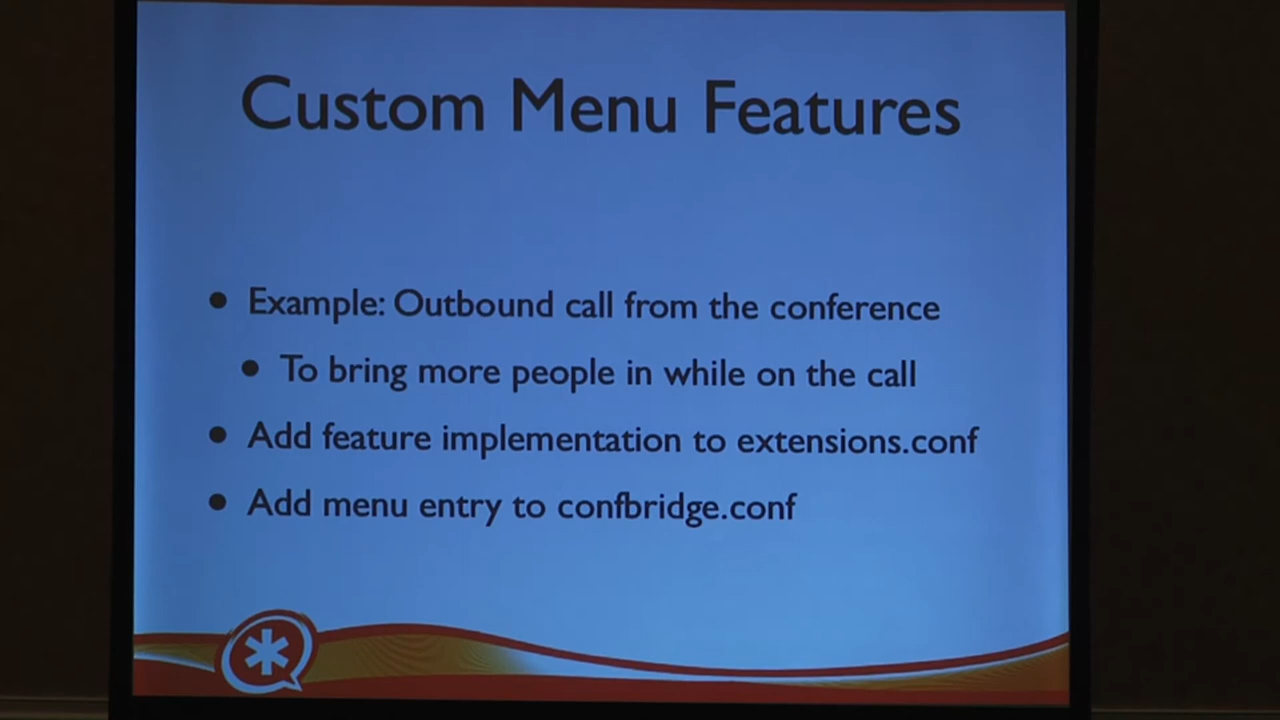 Custom Menu Features
Example: Outbound call from the conference
To bring more people in while on the call
Add feature implementation to extensions.conf
Add menu entry to confbridge.conf